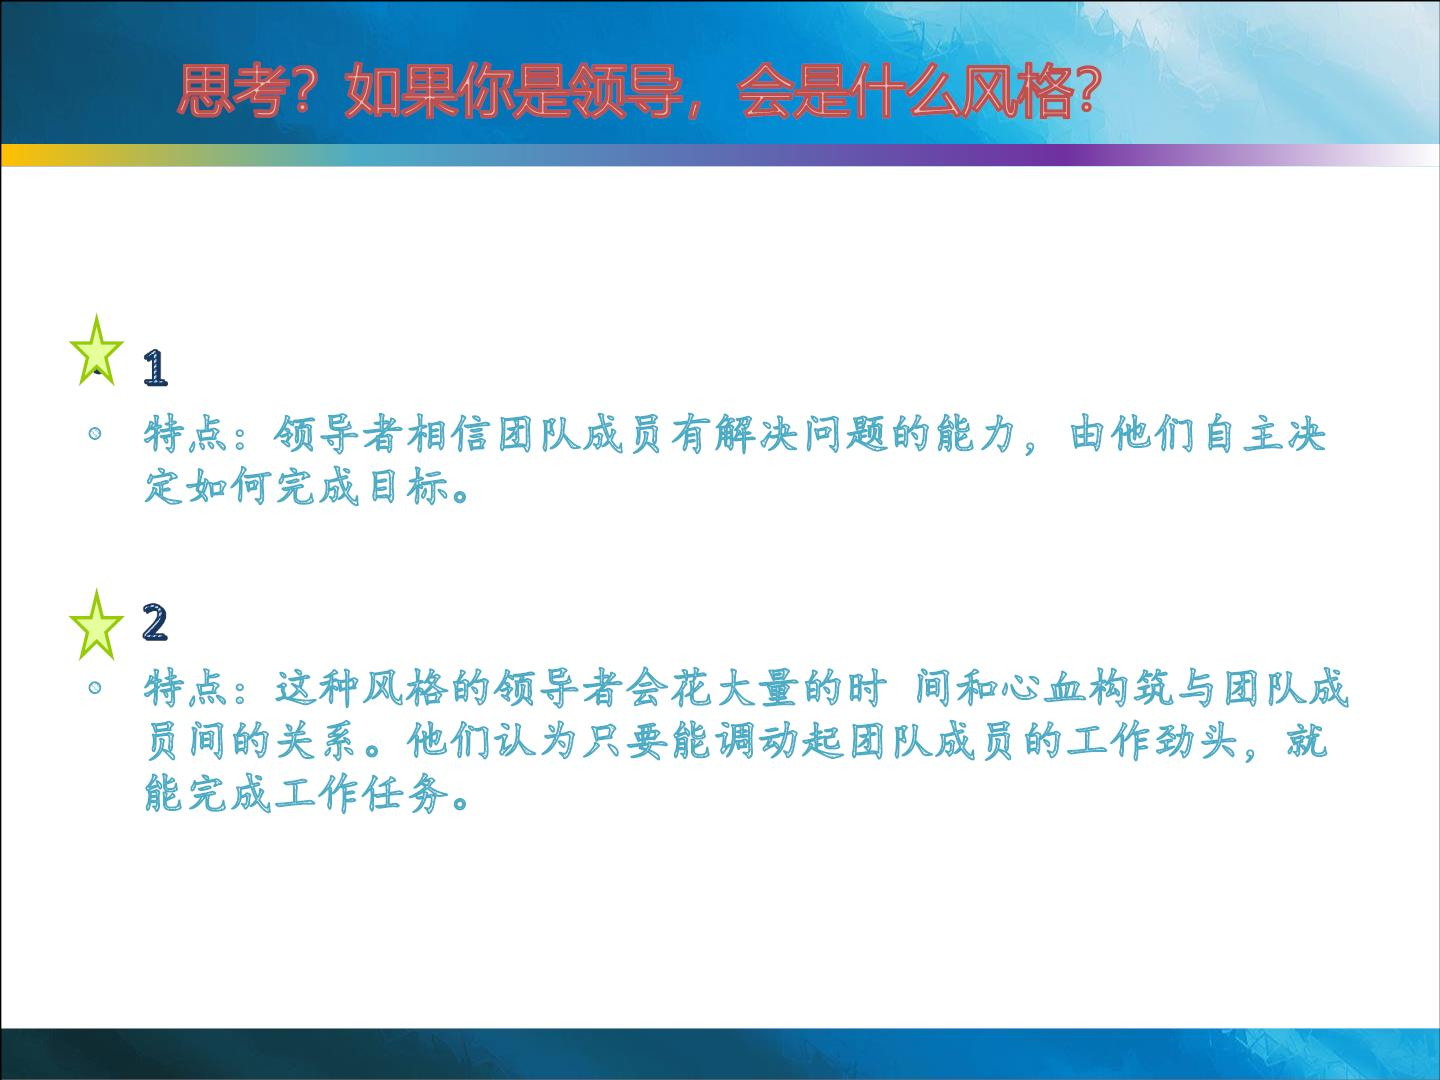 思考？如果你是领导，会是什么风格？
1
• 特点：领导者相信团队成员有解决问题的能力，由他们自主决
定如何完成目标。
2
• 特点：这种风格的领导者会花大量的时 间和心血构筑与团队成
员间的关系。他们认为只要能调动起团队成员的工作劲头，就
能完成工作任务。